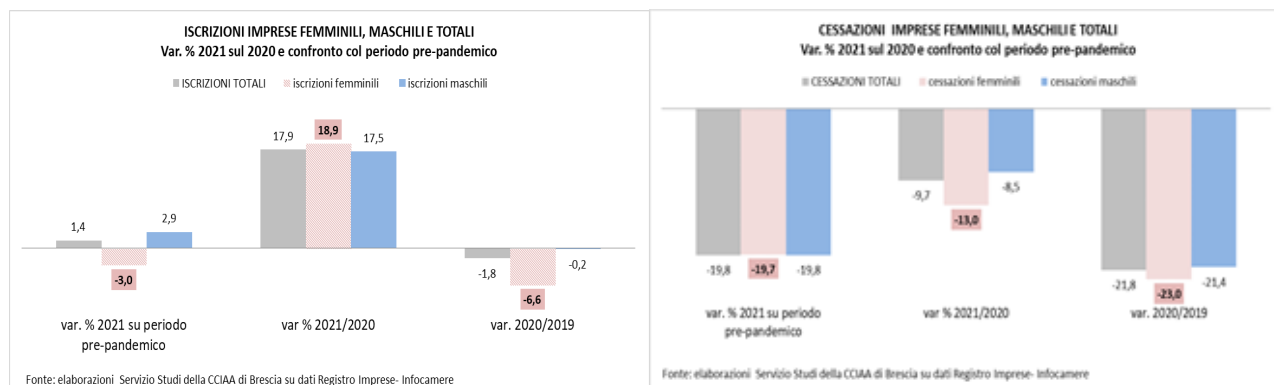 ISCRIZIONI IMPRESE FEMMINILI, MASCHILI E TOTALI
Var. % 2021 sul 2020 e confronto col periodo pre-pandemico
ISCRIZIONI TOTALI iscrizioni femminili iscrizioni maschili
17,9 18,9 17,5
1,4 -3,0 2,9
-1,8 -6,6 -0,2
var. % 2021 su periodo
pre-pandemico
var % 2021/2020
var. 2020/2019
Fonte: elaborazioni Servizio Studi della CCIAA di Brescia su dati Registro Imprese- Infocamere
CESSAZIONI IMPRESE FEMMINILI, MASCHILI E TOTALI
Var. % 2021 sul 2020 e confronto col periodo pre-pandemico
CESSAZIONI TOTALI cessazioni femminili cessazioni maschili
-19,8 -19,7 -19,8
-9,7 -13,0 -8,5
-21,8 -23,0 -21,4
var. % 2021 su periodo
pre-pandemico
var % 2021/2020
var. 2020/2019
Fonte: elaborazioni Servizio Studi della CCIAA di Brescia su dati Registro Imprese- Infocamere